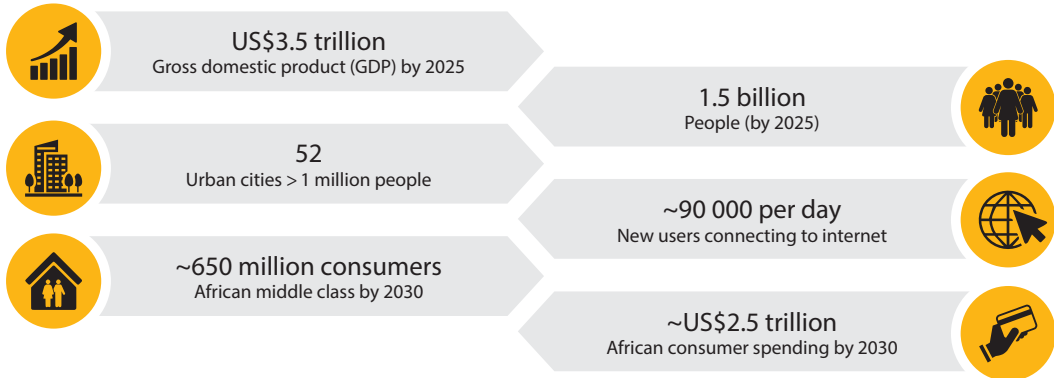 US$3.5 trillion
Gross domestic product (GDP) by 2025
1.5 billion
People (by 2025)
52
Urban cities > 1 million people
~90 000 per day
New users connecting to internet
~650 million consumers
African middle class by 2030
~US$2.5 trillion
African consumer spending by 2030